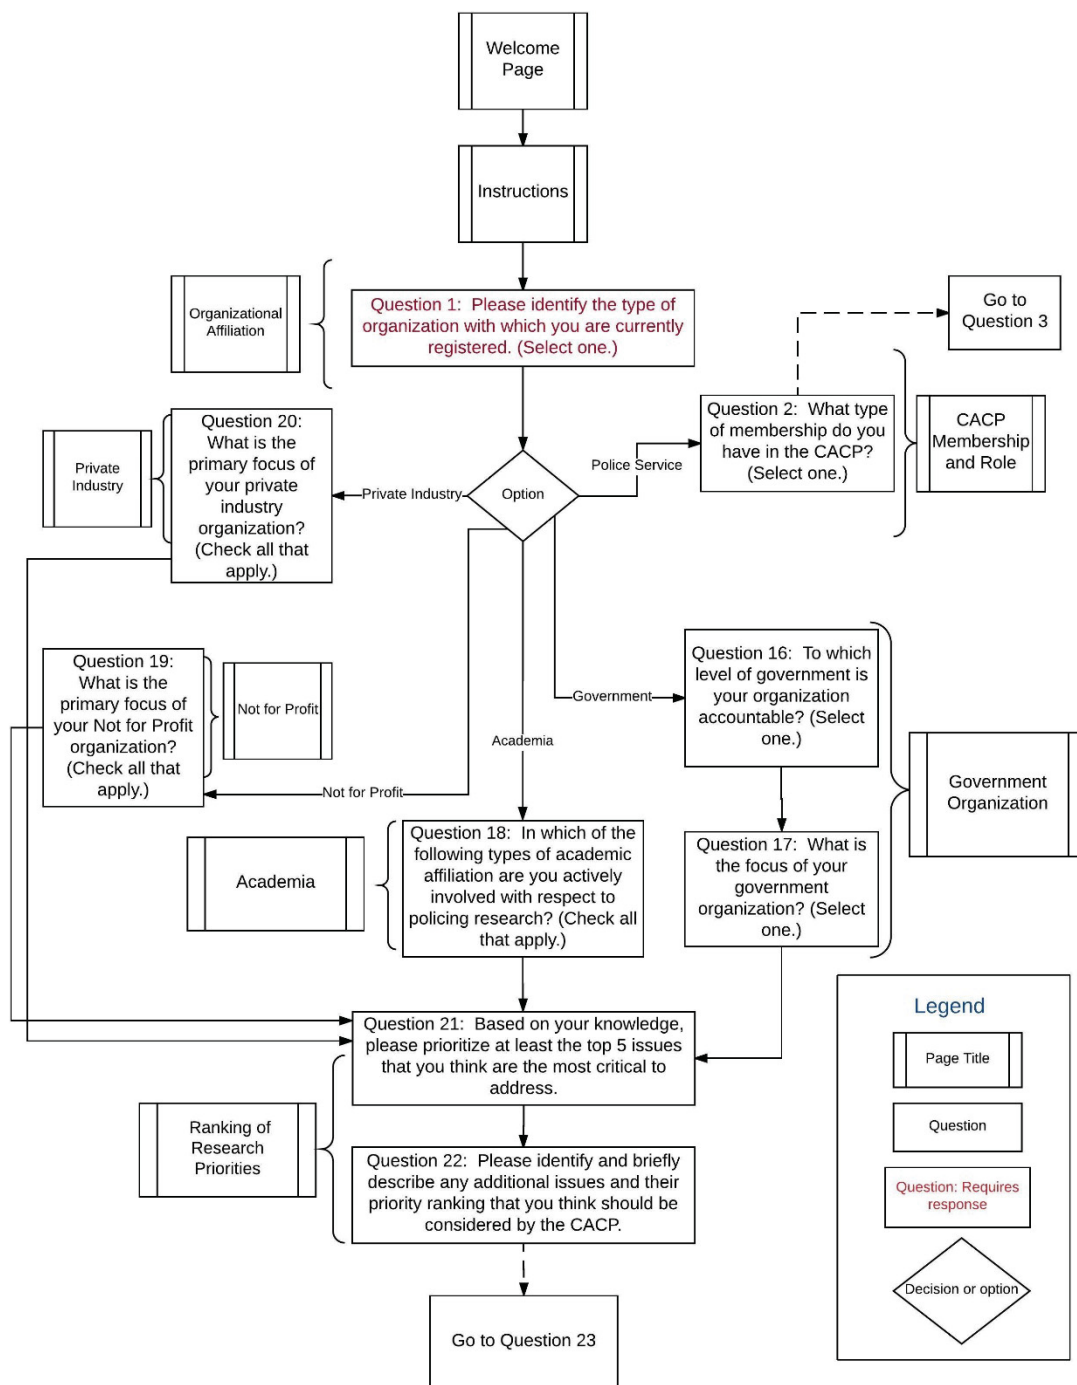 Welcome
Page
Instructions
Organizational
Affiliation
Question 1:  Please identify the type of
organization with which you are currently
registered. (Select one.)
Go to
Question 3
Question 2:  What type
of membership do you
have in the CACP?
(Select one.)
CACP
Membership
and Role
Police Service
Option
Private Industry
Question 20:
What is the
primary focus of
your private
industry
organization?
(Check all that
apply.)
Private
Industry
Question 19:
What is the
primary focus of
your Not for Profit
organization?
(Check all that
apply.)
Not for Profit
Not for Profit
Academia
Government
Question 16:  To which
level of government is
your organization
accountable? (Select
one.)
Government
Organization
Question 17:  What is
the focus of your
government
organization? (Select
one.)
Academia
Question 18:  In which of the
following types of academic
affiliation are you actively
involved with respect to
policing research? (Check all
that apply.)
Question 21:  Based on your knowledge,
please prioritize at least the top 5 issues
that you think are the most critical to
address.
Ranking of
Research
Priorities
Question 22:  Please identify and briefly
describe any additional issues and their
priority ranking that you think should be
considered by the CACP.
Go to Question 23
Legend
Page Title
Question
Question: Requires
response
Decision or option